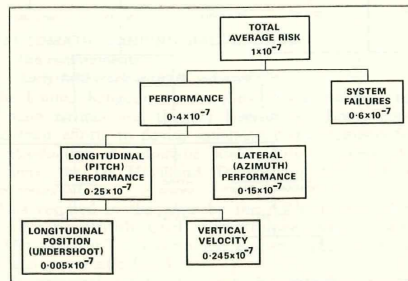 TOTAL
AVERAGE RISK
1×10⁻⁷
PERFORMANCE
0·4×10⁻⁷
SYSTEM
FAILURES
0·6×10⁻⁷
LONGITUDINAL
(PITCH)
PERFORMANCE
0·25×10⁻⁷
LATERAL
(AZIMUTH)
PERFORMANCE
0·15×10⁻⁷
LONGITUDINAL
POSITION
(UNDERSHOOT)
0·005×10⁻⁷
VERTICAL
VELOCITY
0·245×10⁻⁷